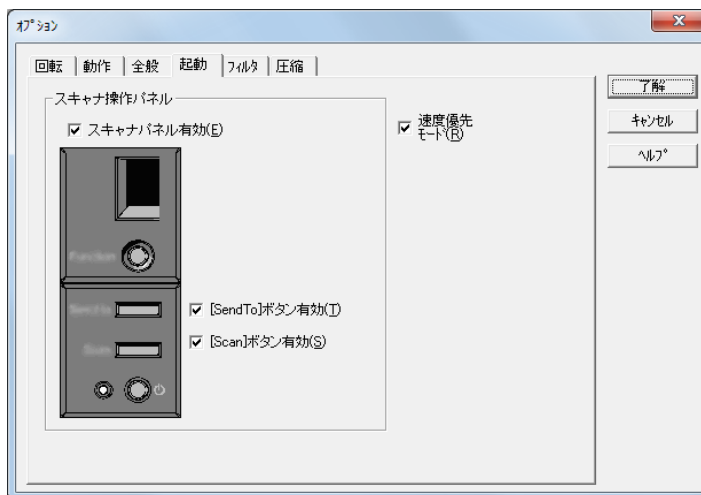 オプション
回転 動作 全般 起動 フィルタ 圧縮
スキャナ操作パネル
スキャナパネル有効(E)
Function
SendTo
Scan
[SendTo]ボタン有効(T)
[Scan]ボタン有効(S)
速度優先
モード(R)
了解
キャンセル
ヘルプ